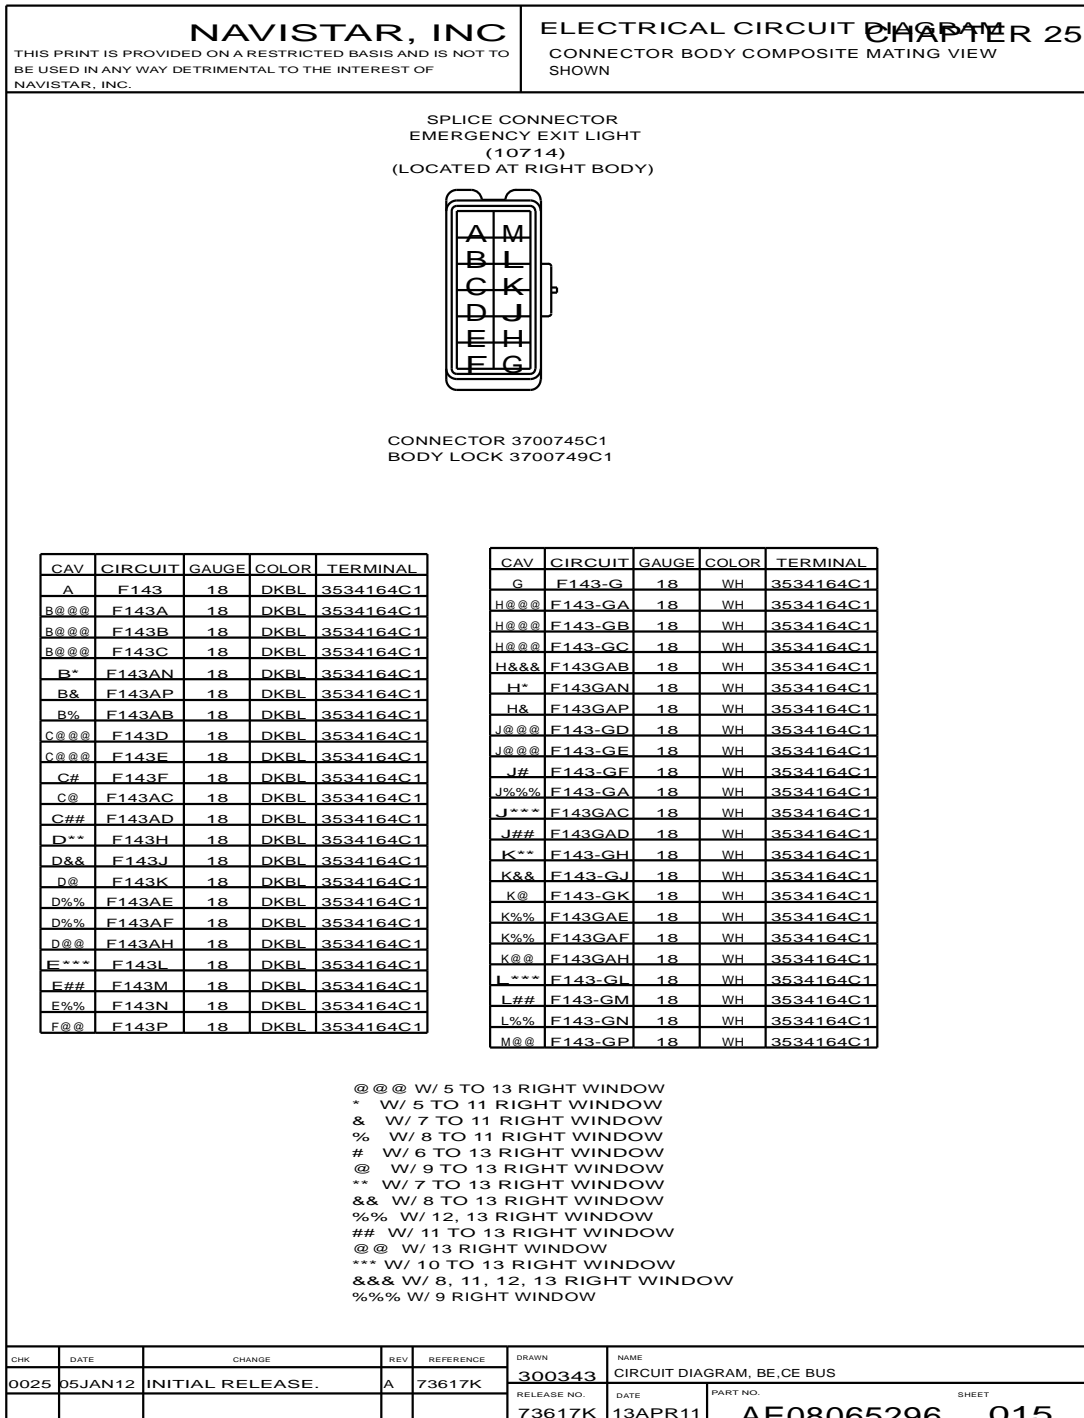 NAVISTAR, INC
THIS PRINT IS PROVIDED ON A RESTRICTED BASIS AND IS NOT TO
BE USED IN ANY WAY DETRIMENTAL TO THE INTEREST OF
NAVISTAR, INC.
ELECTRICAL CIRCUIT DIAGRAM
CHAPTER 25
CONNECTOR BODY COMPOSITE MATING VIEW
SHOWN
SPLICE CONNECTOR
EMERGENCY EXIT LIGHT
(10714)
(LOCATED AT RIGHT BODY)
A M
B L
C K
D J
E H
F G
CONNECTOR 3700745C1
BODY LOCK 3700749C1
CAV CIRCUIT GAUGE COLOR TERMINAL
A F143 18 DKBL 3534164C1
B@@@ F143A 18 DKBL 3534164C1
B@@@ F143B 18 DKBL 3534164C1
B@@@ F143C 18 DKBL 3534164C1
B* F143AN 18 DKBL 3534164C1
B& F143AP 18 DKBL 3534164C1
B% F143AB 18 DKBL 3534164C1
C@@@ F143D 18 DKBL 3534164C1
C@@@ F143E 18 DKBL 3534164C1
C# F143F 18 DKBL 3534164C1
C@ F143AC 18 DKBL 3534164C1
C## F143AD 18 DKBL 3534164C1
D** F143H 18 DKBL 3534164C1
D&& F143J 18 DKBL 3534164C1
D@ F143K 18 DKBL 3534164C1
D%% F143AE 18 DKBL 3534164C1
D%% F143AF 18 DKBL 3534164C1
D@@ F143AH 18 DKBL 3534164C1
E*** F143L 18 DKBL 3534164C1
E## F143M 18 DKBL 3534164C1
E%% F143N 18 DKBL 3534164C1
F@@ F143P 18 DKBL 3534164C1
CAV CIRCUIT GAUGE COLOR TERMINAL
G F143-G 18 WH 3534164C1
H@@@ F143-GA 18 WH 3534164C1
H@@@ F143-GB 18 WH 3534164C1
H@@@ F143-GC 18 WH 3534164C1
H&&& F143GAB 18 WH 3534164C1
H* F143GAN 18 WH 3534164C1
H& F143GAP 18 WH 3534164C1
J@@@ F143-GD 18 WH 3534164C1
J@@@ F143-GE 18 WH 3534164C1
J# F143-GF 18 WH 3534164C1
J%%% F143-GA 18 WH 3534164C1
J*** F143GAC 18 WH 3534164C1
J## F143GAD 18 WH 3534164C1
K** F143-GH 18 WH 3534164C1
K&& F143-GJ 18 WH 3534164C1
K@ F143-GK 18 WH 3534164C1
K%% F143GAE 18 WH 3534164C1
K%% F143GAF 18 WH 3534164C1
K@@ F143GAH 18 WH 3534164C1
L*** F143-GL 18 WH 3534164C1
L## F143-GM 18 WH 3534164C1
L%% F143-GN 18 WH 3534164C1
M@@ F143-GP 18 WH 3534164C1
@@@ W/ 5 TO 13 RIGHT WINDOW
* W/ 5 TO 11 RIGHT WINDOW
& W/ 7 TO 11 RIGHT WINDOW
% W/ 8 TO 11 RIGHT WINDOW
# W/ 6 TO 13 RIGHT WINDOW
@ W/ 9 TO 13 RIGHT WINDOW
** W/ 7 TO 13 RIGHT WINDOW
&& W/ 8 TO 13 RIGHT WINDOW
%% W/ 12, 13 RIGHT WINDOW
## W/ 11 TO 13 RIGHT WINDOW
@@ W/ 13 RIGHT WINDOW
*** W/ 10 TO 13 RIGHT WINDOW
&&& W/ 8, 11, 12, 13 RIGHT WINDOW
%%% W/ 9 RIGHT WINDOW
CHK DATE CHANGE REV REFERENCE
0025 05JAN12 INITIAL RELEASE. A 73617K
DRAWN
300343
NAME
CIRCUIT DIAGRAM, BE,CE BUS
RELEASE NO. DATE PART NO. SHEET
73617K 13APR11 AE08065296 015